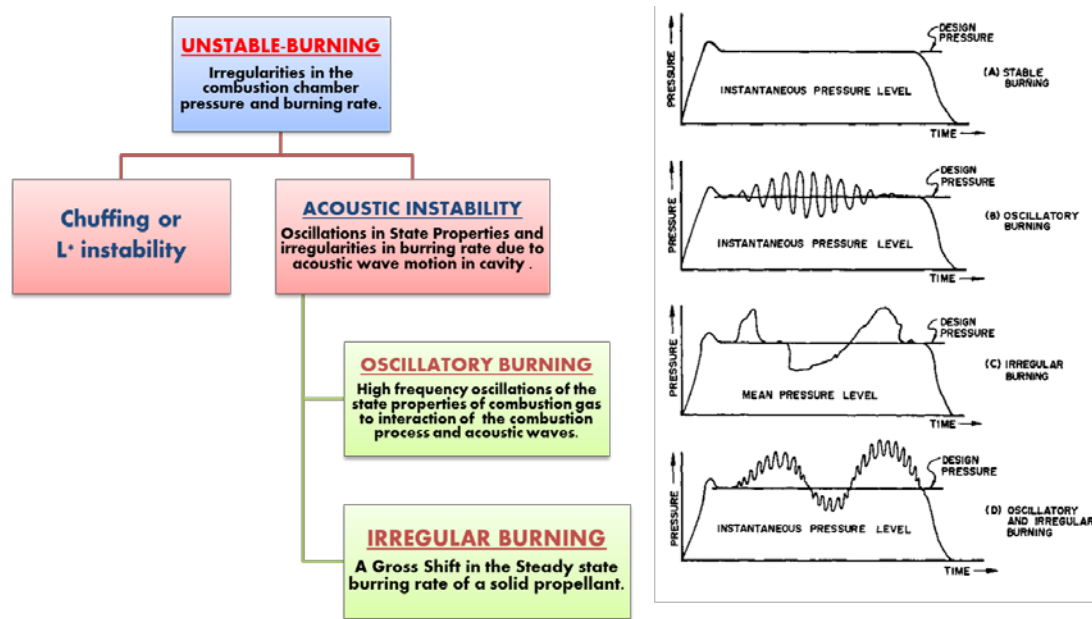 UNSTABLE-BURNING
Irregularities in the
combustion chamber
pressure and burning rate.
Chuffing or
L* instability
ACOUSTIC INSTABILITY
Oscillations in State Properties and
irregularities in burring rate due to
acoustic wave motion in cavity .
OSCILLATORY BURNING
High frequency oscillations of the
state properties of combustion gas
to interaction of the combustion
process and acoustic waves.
IRREGULAR BURNING
A Gross Shift in the Steady state
burring rate of a solid propellant.
PRESSURE
DESIGN
PRESSURE
(A) STABLE
BURNING
INSTANTANEOUS PRESSURE LEVEL
TIME
PRESSURE
DESIGN
PRESSURE
(B) OSCILLATORY
BURNING
INSTANTANEOUS PRESSURE LEVEL
TIME
PRESSURE
DESIGN
PRESSURE
(C) IRREGULAR
BURNING
MEAN PRESSURE LEVEL
TIME
PRESSURE
DESIGN
PRESSURE
(D) OSCILLATORY
AND IRREGULAR
BURNING
INSTANTANEOUS PRESSURE LEVEL
TIME